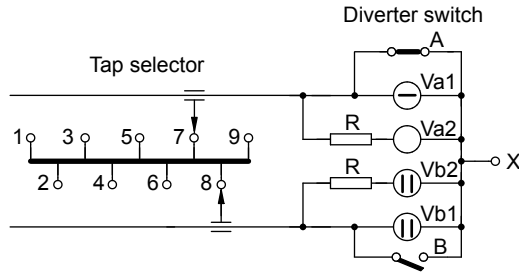 Diverter switch
A
Tap selector
Va1
1 3 5 7 9
R Va2
X
2 4 6 8
R Vb2
Vb1
B